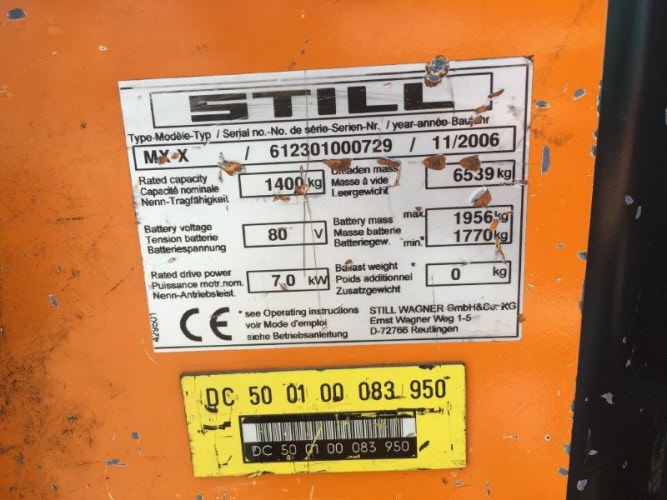 STILL
Type-Modèle-Typ / Serial no.-No. de série-Serien-Nr. / year-année-Baujahr
MX-X / 612301000729 / 11/2006
Rated capacity
Capacité nominale
Nenn-Tragfähigkeit
1400 kg
Unladen mass
Masse à vide
Leergewicht
6539 kg
Battery voltage
Tension batterie
Batteriespannung
80 V
Battery mass max.
Masse batterie
Batteriegew. min.
1956 kg
1770 kg
Rated drive power
Puissance motr.nom.
Nenn-Antriebsleist.
7.0 kW
Ballast weight *
Poids additionnel
Zusatzgewicht
0 kg
429501
CE
* see Operating instructions
voir Mode d'emploi
siehe Betriebsanleitung
STILL WAGNER GmbH&Co. KG
Ernst Wagner Weg 1-5
D-72766 Reutlingen
DC 50 01 00 083 950
DC 50 01 00 083 950